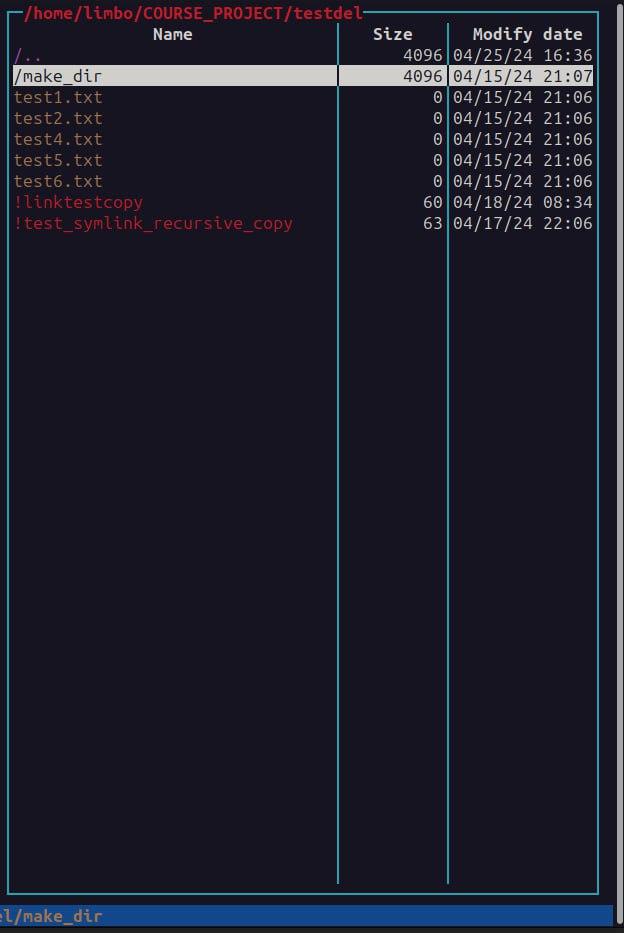 /home/limbo/COURSE_PROJECT/testdel
Name Size Modify date
/.. 4096 04/25/24 16:36
/make_dir 4096 04/15/24 21:07
test1.txt 0 04/15/24 21:06
test2.txt 0 04/15/24 21:06
test4.txt 0 04/15/24 21:06
test5.txt 0 04/15/24 21:06
test6.txt 0 04/15/24 21:06
!linktestcopy 60 04/18/24 08:34
!test_symlink_recursive_copy 63 04/17/24 22:06
el/make_dir